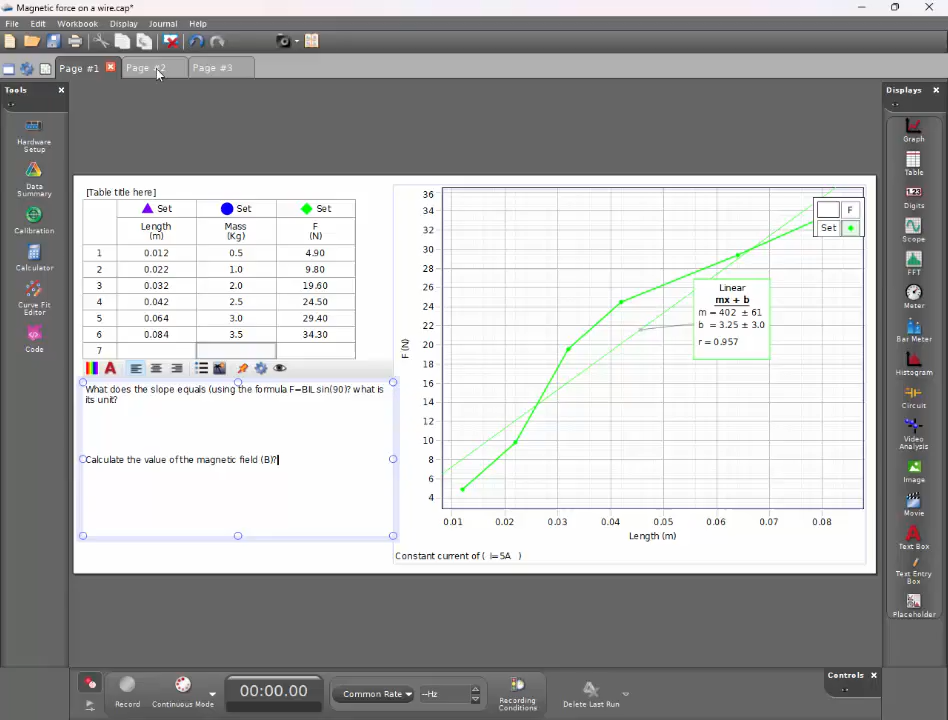 Magnetic force on a wire.cap*
File Edit Workbook Display Journal Help
Page #1 Page #2 Page #3
Tools
Hardware
Setup
Data
Summary
Calibration
Calculator
Curve Fit
Editor
Code
[Table title here]
Set Set Set
Length
(m)
Mass
(Kg)
F
(N)
1 0.012 0.5 4.90
2 0.022 1.0 9.80
3 0.032 2.0 19.60
4 0.042 2.5 24.50
5 0.064 3.0 29.40
6 0.084 3.5 34.30
7
What does the slope equals (using the formula F=BIL sin(90)? what is
its unit?
Calculate the value of the magnetic field (B)?
36
34
32
30
28
26
24
22
20
18
16
14
12
10
8
6
4
F (N)
0.01 0.02 0.03 0.04 0.05 0.06 0.07 0.08
Length (m)
F
Set
Linear
mx + b
m = 402 ± 61
b = 3.25 ± 3.0
r = 0.957
Constant current of ( I=5A )
Displays
Graph
Table
1.23
Digits
Scope
FFT
Meter
Bar Meter
Histogram
Circuit
Video
Analysis
Image
Movie
Text Box
Text Entry
Box
Placeholder
Record
Continuous Mode
00:00.00
Common Rate
--Hz
Recording
Conditions
Delete Last Run
Controls